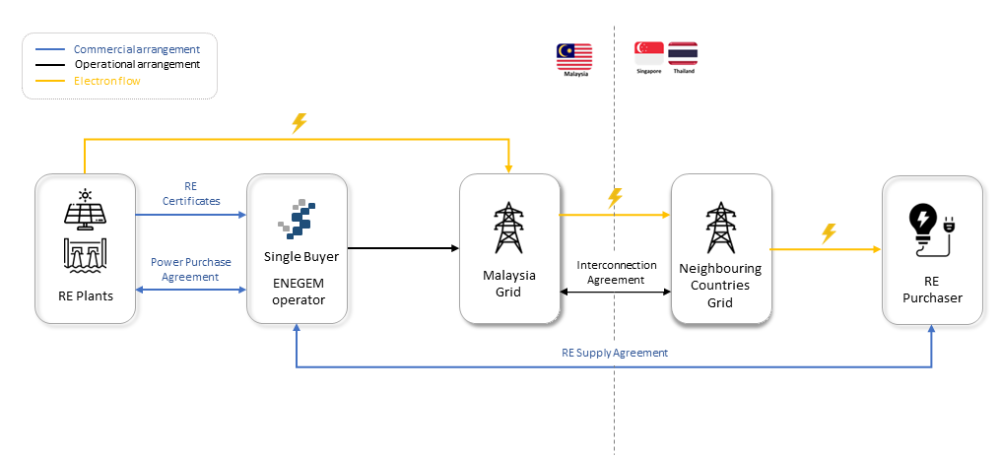 Commercial arrangement
Operational arrangement
Electron flow
Malaysia
Singapore
Thailand
RE
Certificates
Power Purchase
Agreement
RE Plants
Single Buyer
ENEGEM
operator
Malaysia
Grid
Interconnection
Agreement
Neighbouring
Countries
Grid
RE
Purchaser
RE Supply Agreement